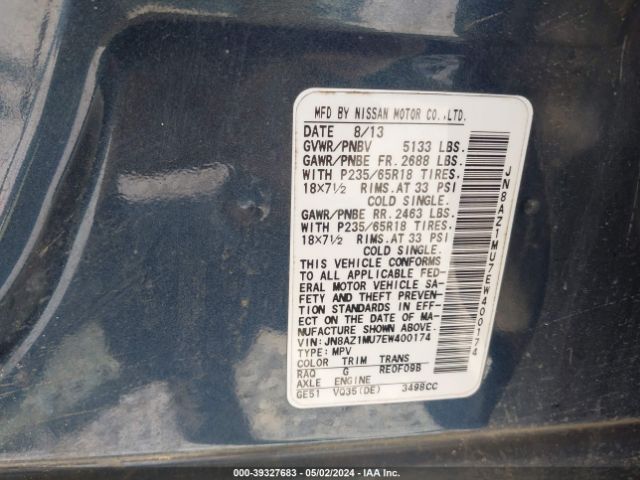 MFD BY NISSAN MOTOR CO.,LTD.
DATE 8/13
GVWR/PNBV 5133 LBS.
GAWR/PNBE FR. 2688 LBS.
WITH P235/65R18 TIRES.
18X7½ RIMS. AT 33 PSI
COLD SINGLE.
GAWR/PNBE RR. 2463 LBS.
WITH P235/65R18 TIRES.
18X7½ RIMS. AT 33 PSI
COLD SINGLE.
THIS VEHICLE CONFORMS
TO ALL APPLICABLE FED-
ERAL MOTOR VEHICLE SA-
FETY AND THEFT PREVEN-
TION STANDARDS IN EFF-
ECT ON THE DATE OF MA-
NUFACTURE SHOWN ABOVE.
VIN: JN8AZ1MU7EW400174
TYPE: MPV
COLOR TRIM TRANS
RAQ G RE0F09B
AXLE ENGINE
GE51 VQ35(DE) 3498CC
JN8AZ1MU7EW400174
000-39327683 - 05/02/2024 - IAA Inc.